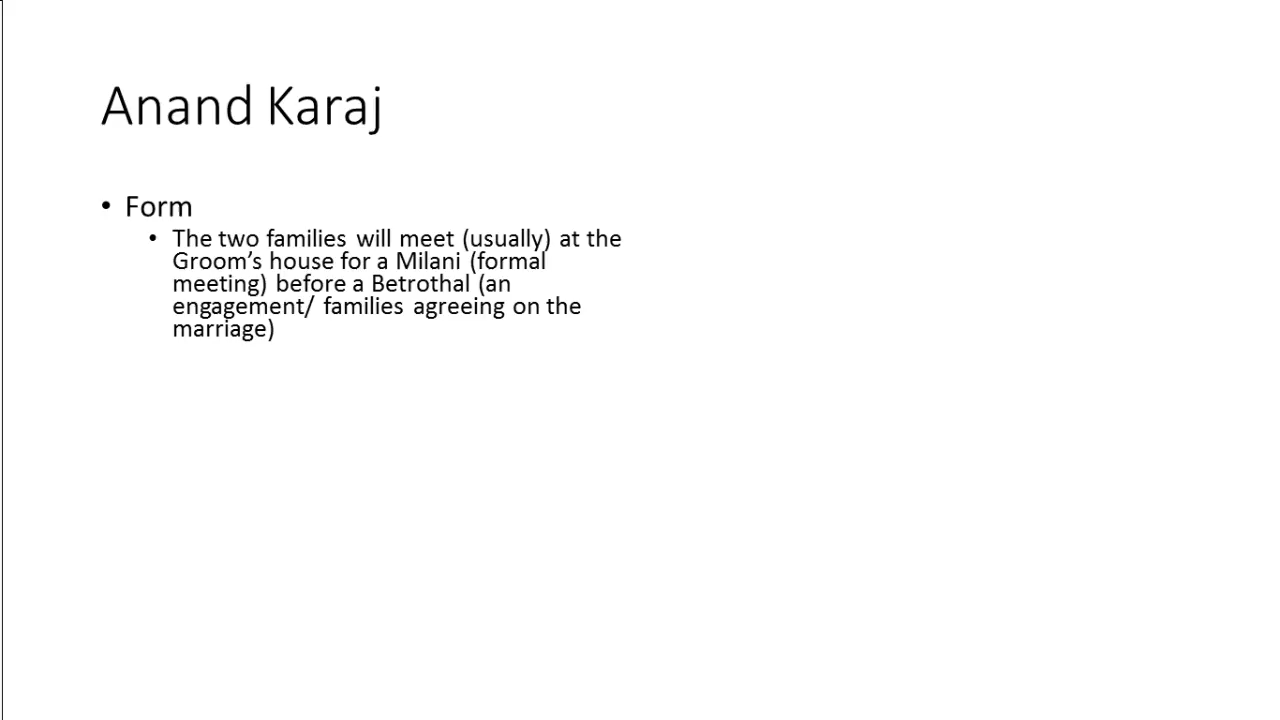 Anand Karaj
• Form
• The two families will meet (usually) at the
Groom’s house for a Milani (formal
meeting) before a Betrothal (an
engagement/ families agreeing on the
marriage)